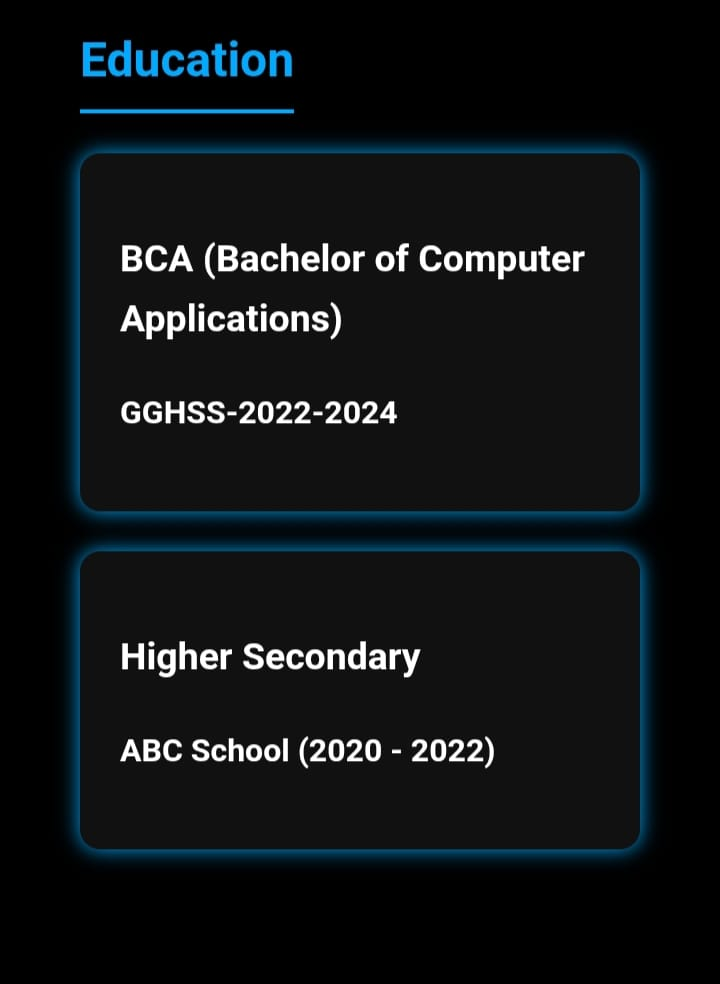 Education
BCA (Bachelor of Computer
Applications)
GGHSS-2022-2024
Higher Secondary
ABC School (2020 - 2022)